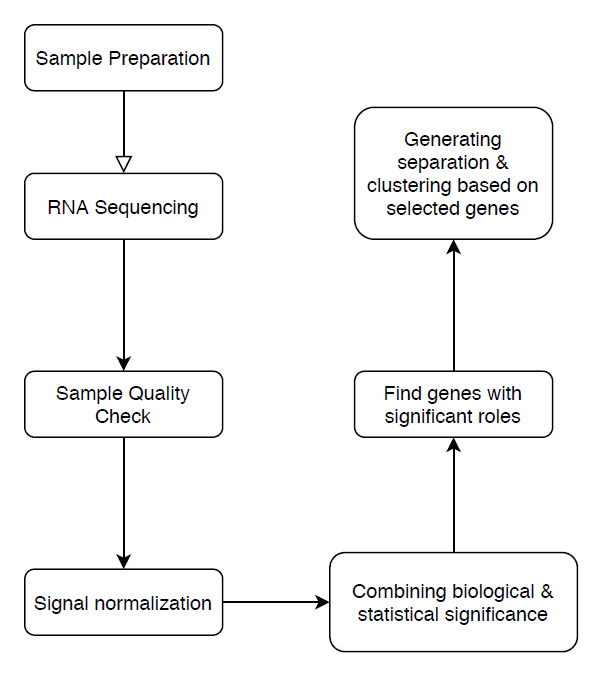 Sample Preparation
RNA Sequencing
Sample Quality
Check
Signal normalization
Combining biological &
statistical significance
Find genes with
significant roles
Generating
separation &
clustering based on
selected genes